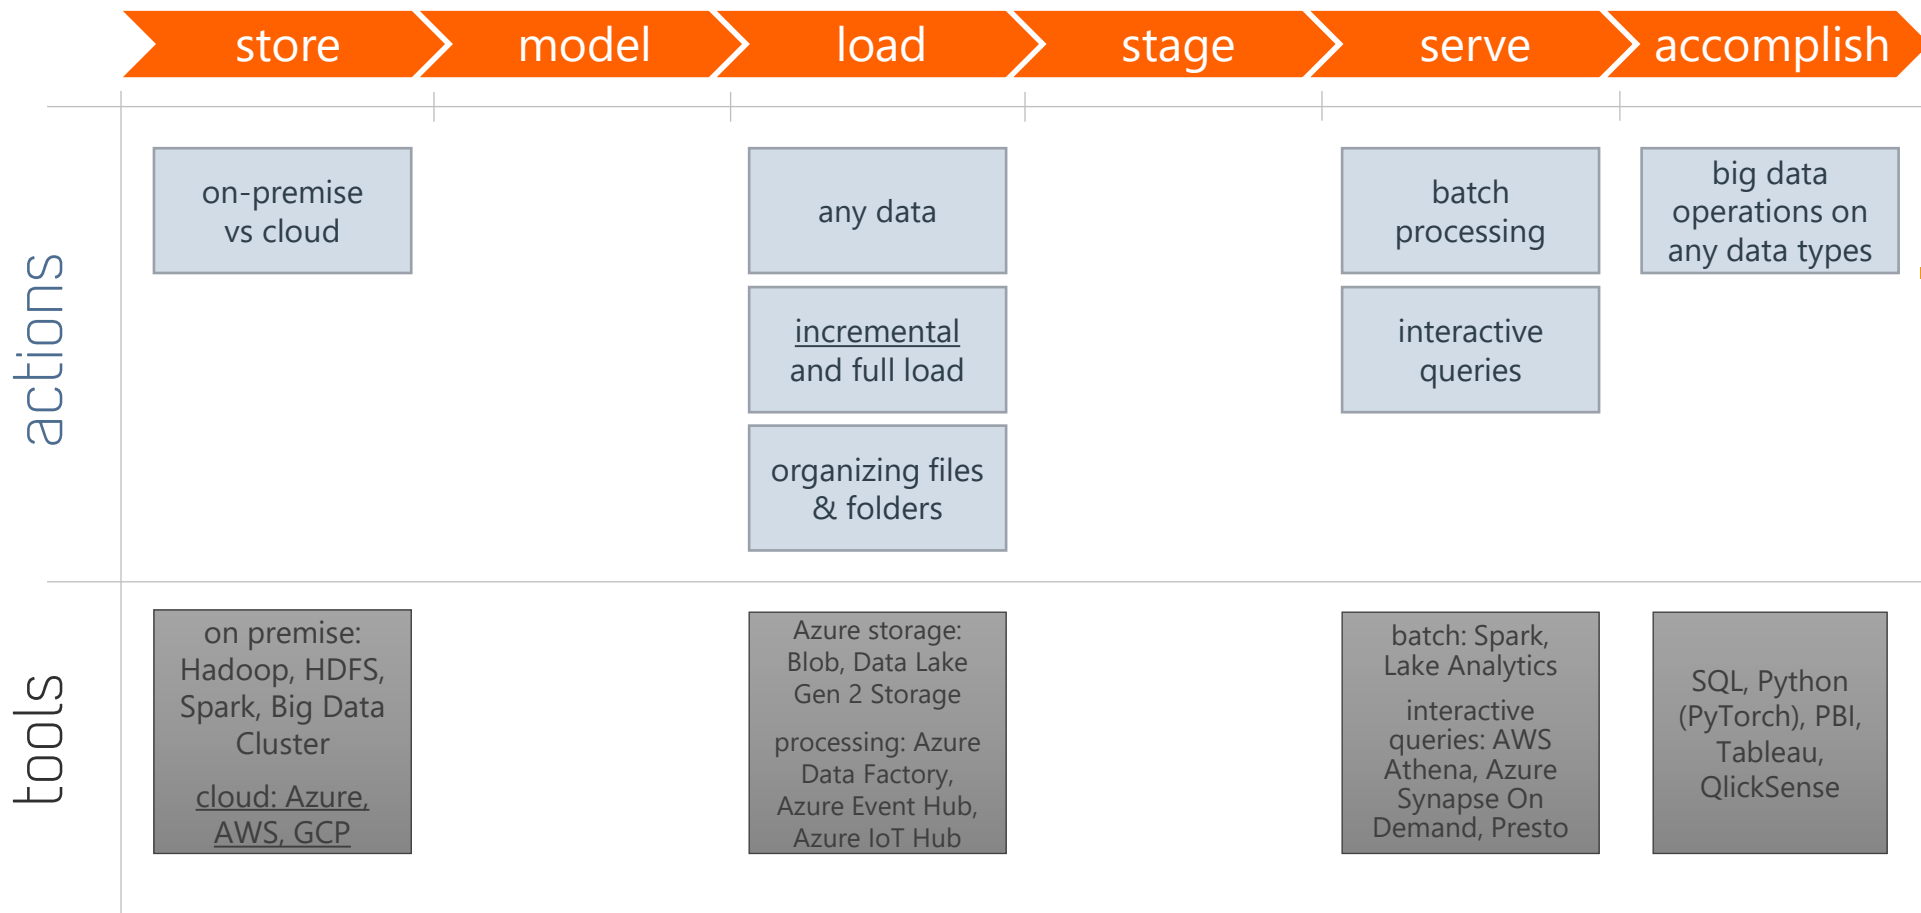 store
model
load
stage
serve
accomplish
actions
on-premise
vs cloud
any data
incremental
and full load
organizing files
& folders
batch
processing
interactive
queries
big data
operations on
any data types
tools
on premise:
Hadoop, HDFS,
Spark, Big Data
Cluster
cloud: Azure,
AWS, GCP
Azure storage:
Blob, Data Lake
Gen 2 Storage
processing: Azure
Data Factory,
Azure Event Hub,
Azure IoT Hub
batch: Spark,
Lake Analytics
interactive
queries: AWS
Athena, Azure
Synapse On
Demand, Presto
SQL, Python
(PyTorch), PBI,
Tableau,
QlickSense